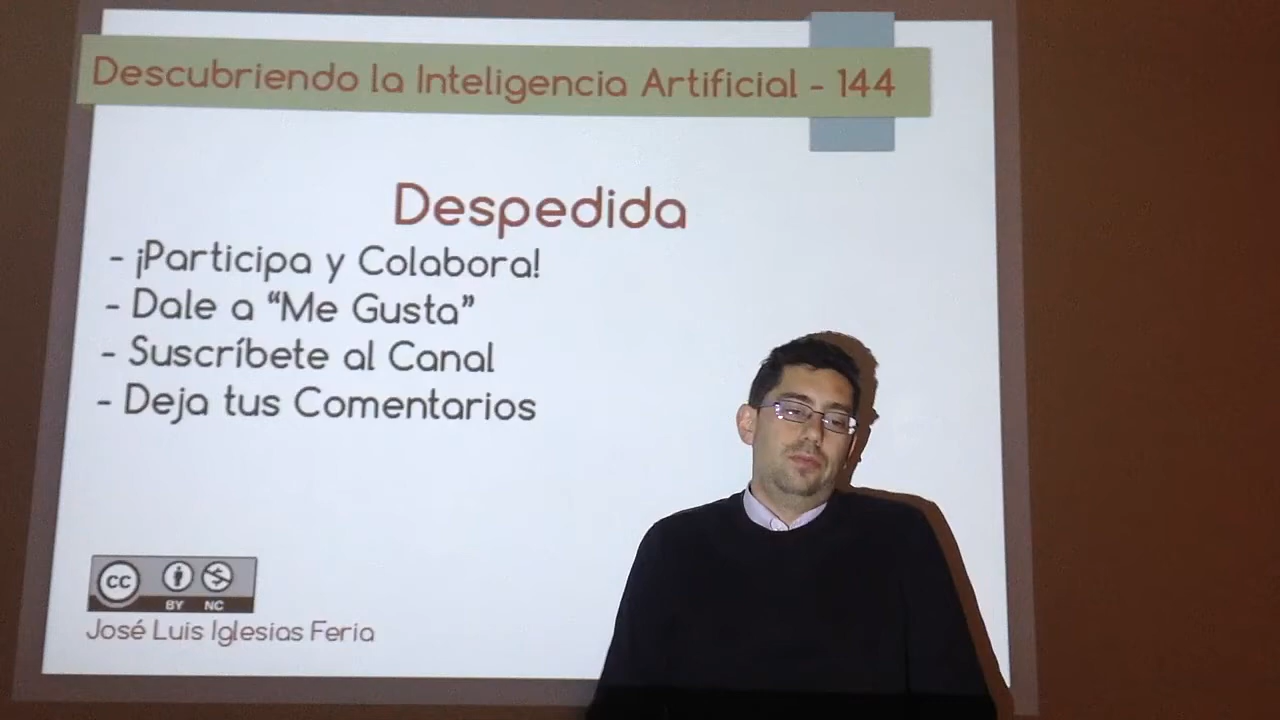 Descubriendo la Inteligencia Artificial - 144
Despedida
- ¡Participa y Colabora!
- Dale a “Me Gusta”
- Suscríbete al Canal
- Deja tus Comentarios
CC BY NC
José Luis Iglesias Feria